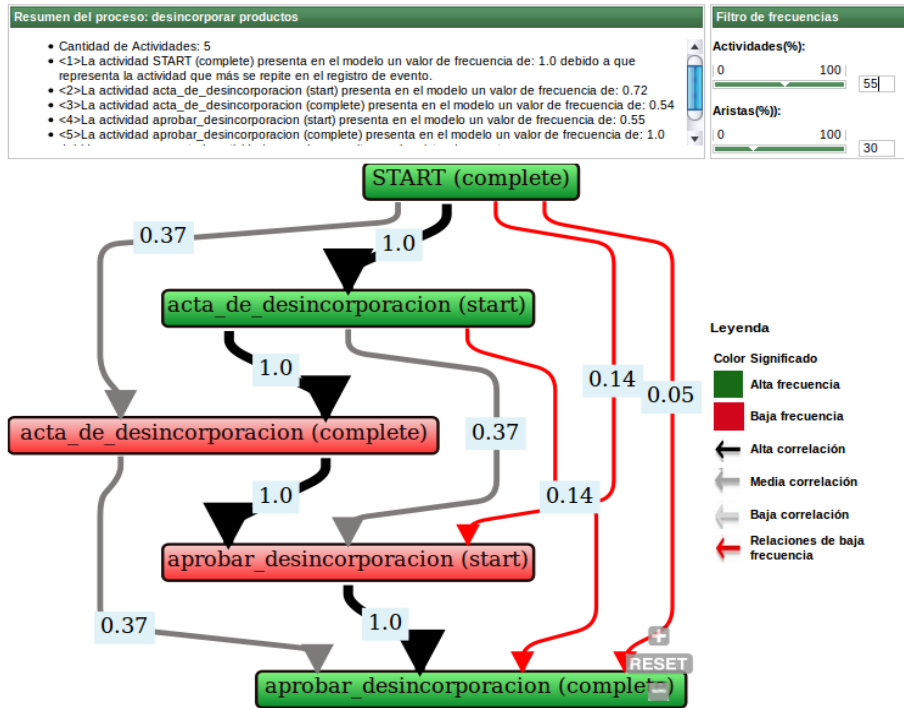 Resumen del proceso: desincorporar productos
Cantidad de Actividades: 5
<1>La actividad START (complete) presenta en el modelo un valor de frecuencia de: 1.0 debido a que
representa la actividad que más se repite en el registro de evento.
<2>La actividad acta_de_desincorporacion (start) presenta en el modelo un valor de frecuencia de: 0.72
<3>La actividad acta_de_desincorporacion (complete) presenta en el modelo un valor de frecuencia de: 0.54
<4>La actividad aprobar_desincorporacion (start) presenta en el modelo un valor de frecuencia de: 0.55
<5>La actividad aprobar_desincorporacion (complete) presenta en el modelo un valor de frecuencia de: 1.0
Filtro de frecuencias
Actividades(%):
0 100
55
Aristas(%)):
0 100
30
START (complete)
0.37
1.0
acta_de_desincorporacion (start)
1.0
0.14
0.05
acta_de_desincorporacion (complete)
0.37
1.0
0.14
aprobar_desincorporacion (start)
0.37
1.0
aprobar_desincorporacion (complete)
RESET
Leyenda
Color Significado
Alta frecuencia
Baja frecuencia
Alta correlación
Media correlación
Baja correlación
Relaciones de baja
frecuencia